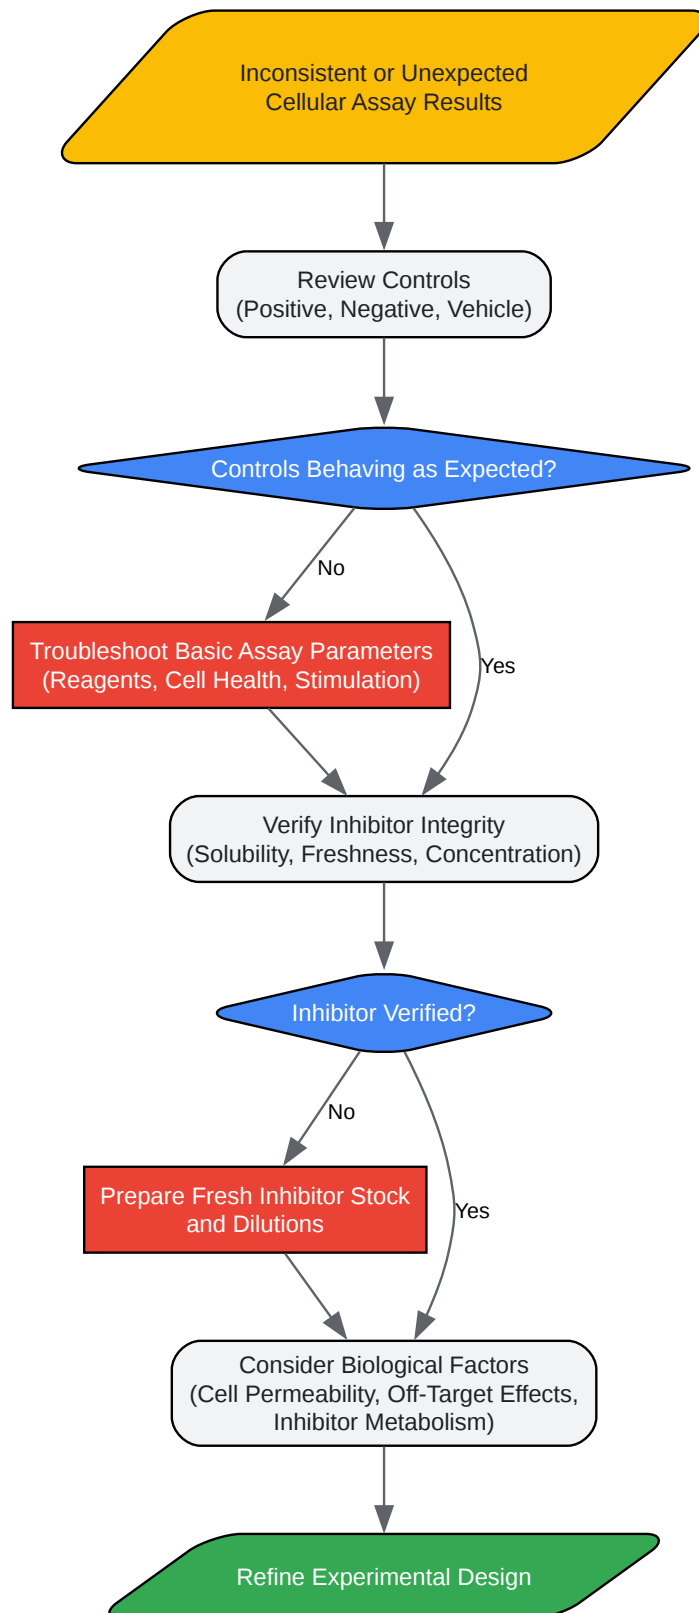 Inconsistent or Unexpected
Cellular Assay Results
Review Controls
(Positive, Negative, Vehicle)
Controls Behaving as Expected?
No
Troubleshoot Basic Assay Parameters
(Reagents, Cell Health, Stimulation)
Yes
Verify Inhibitor Integrity
(Solubility, Freshness, Concentration)
Inhibitor Verified?
No
Prepare Fresh Inhibitor Stock
and Dilutions
Yes
Consider Biological Factors
(Cell Permeability, Off-Target Effects,
Inhibitor Metabolism)
Refine Experimental Design